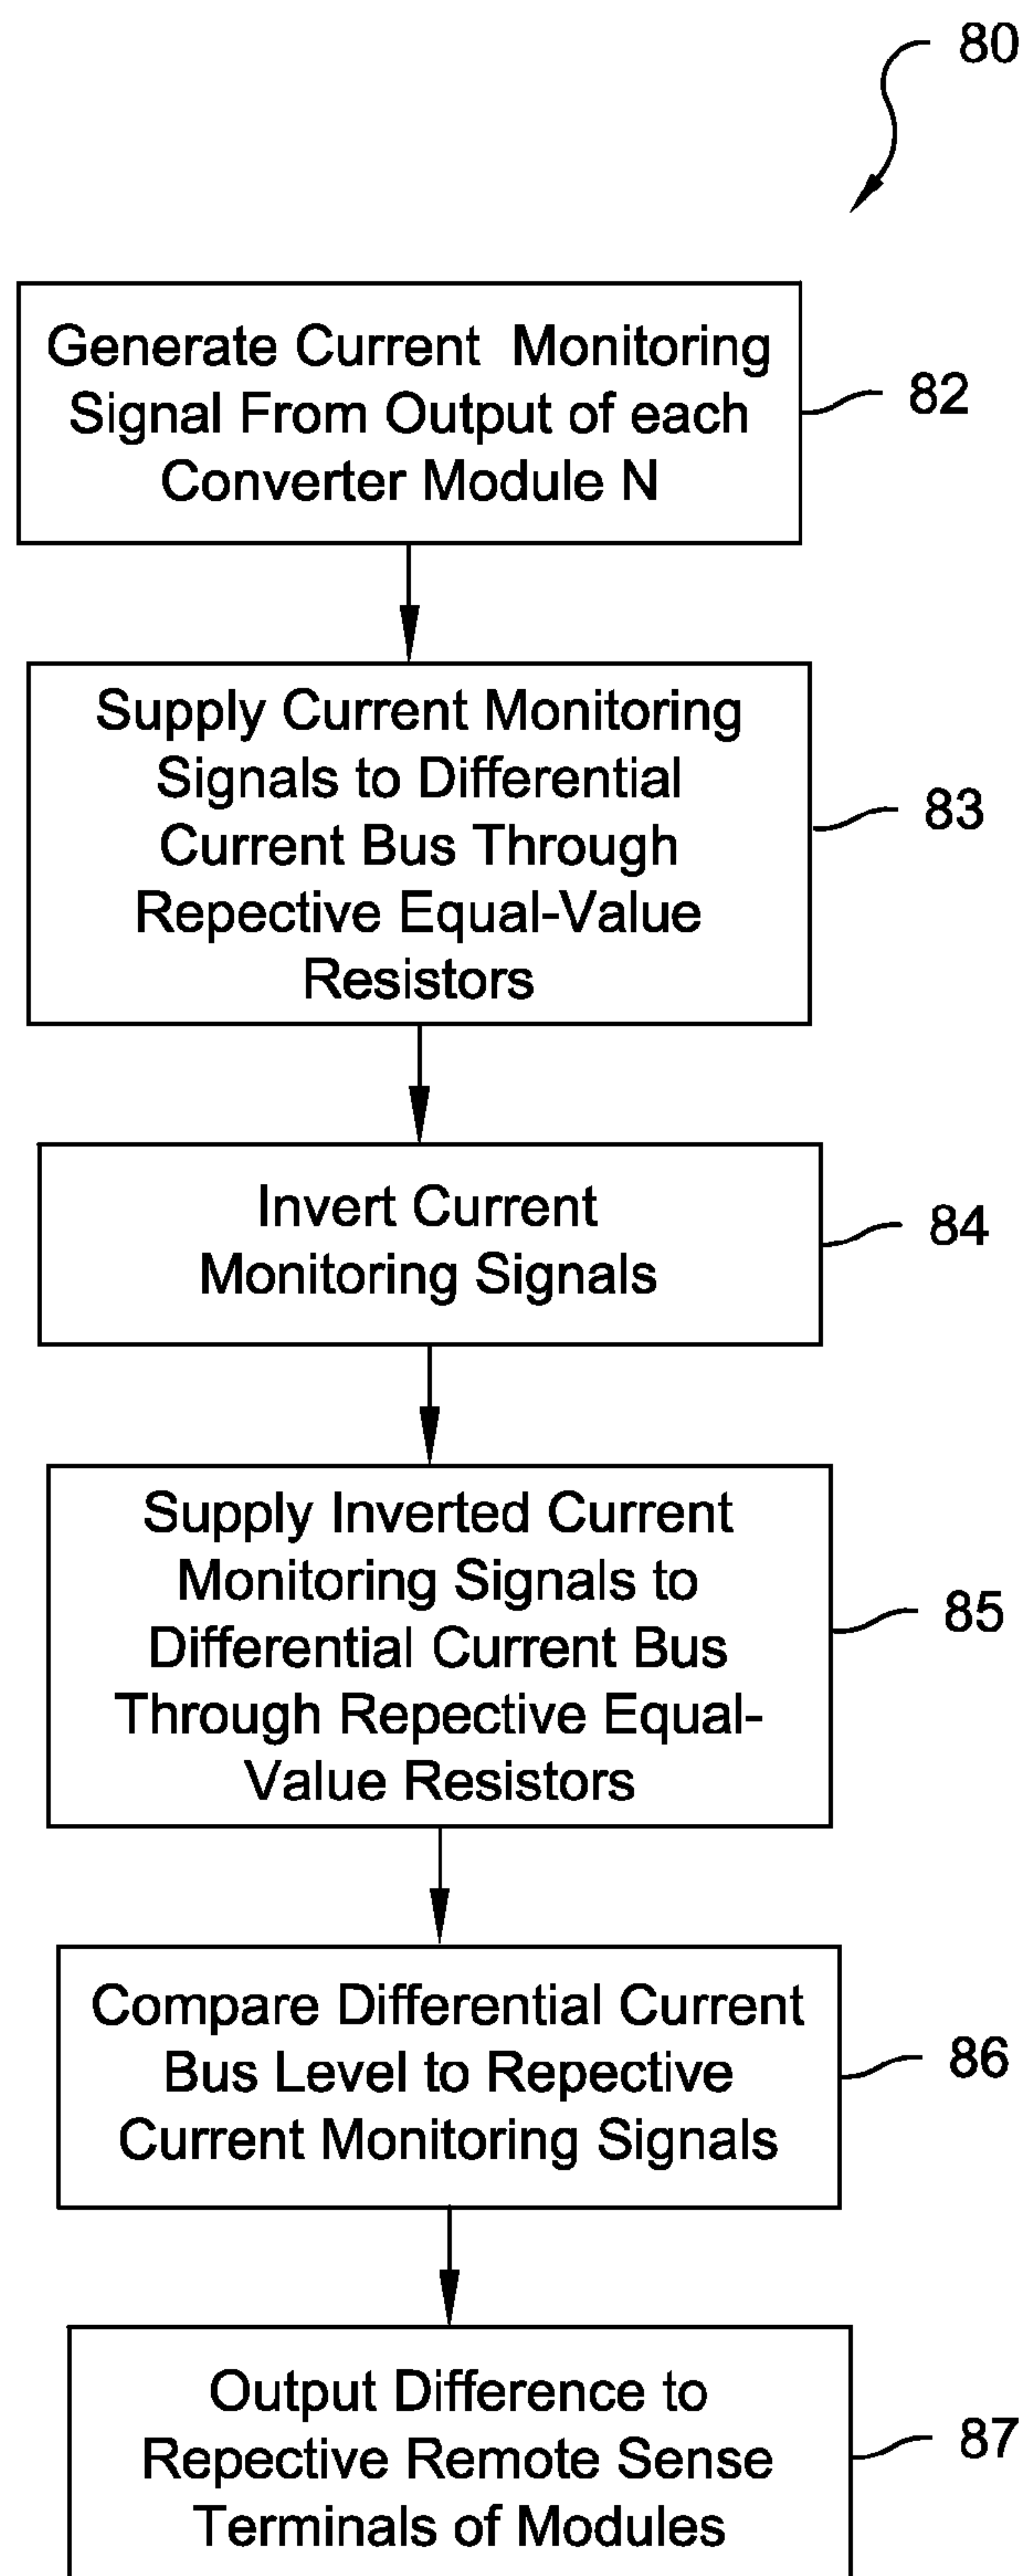 80
Generate Current Monitoring
Signal From Output of each
Converter Module N
82
Supply Current Monitoring
Signals to Differential
Current Bus Through
Repective Equal-Value
Resistors
83
Invert Current
Monitoring Signals
84
Supply Inverted Current
Monitoring Signals to
Differential Current Bus
Through Repective Equal-
Value Resistors
85
Compare Differential Current
Bus Level to Repective
Current Monitoring Signals
86
Output Difference to
Repective Remote Sense
Terminals of Modules
87